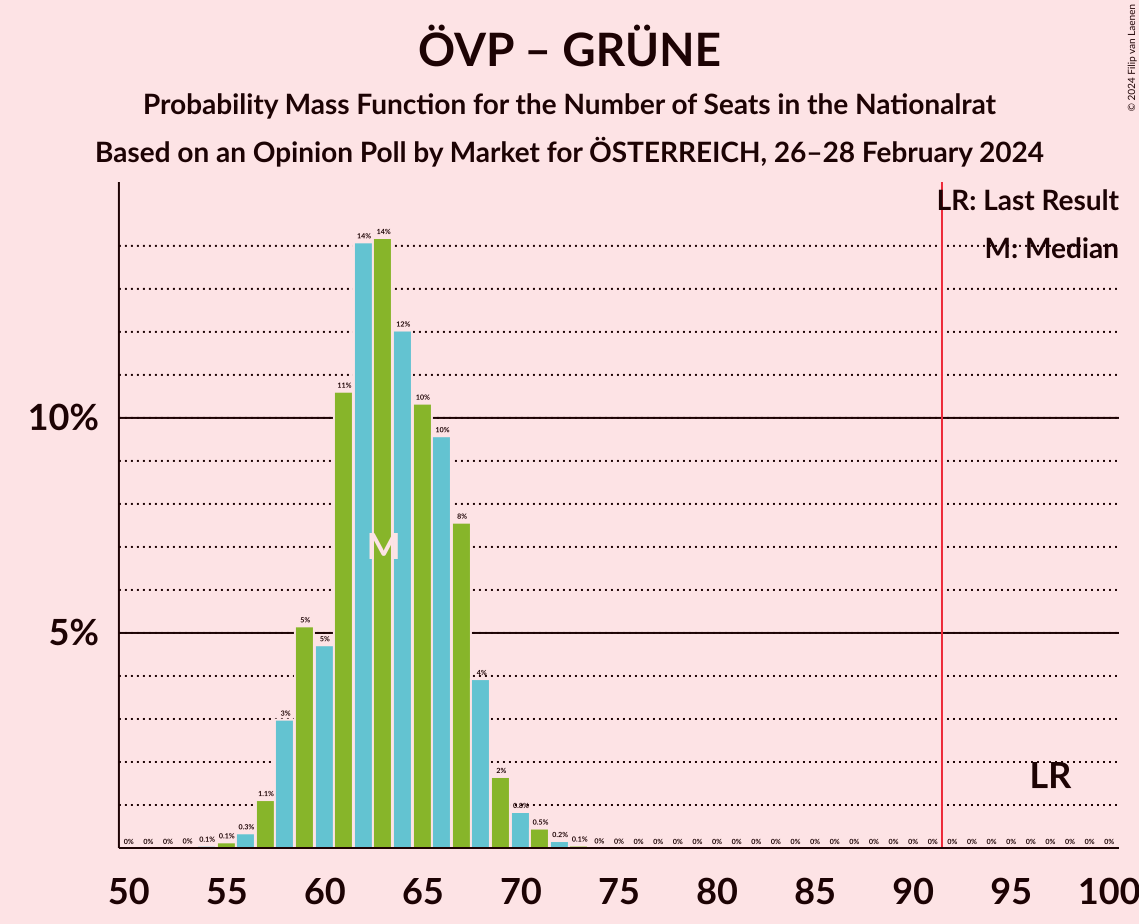 ÖVP – GRÜNE
Probability Mass Function for the Number of Seats in the Nationalrat
Based on an Opinion Poll by Market for ÖSTERREICH, 26–28 February 2024
© 2024 Filip van Laenen
LR: Last Result
M: Median
10%
5%
0% 0% 0% 0% 0.1% 0.1% 0.3% 1.1% 3% 5% 5% 11% 14% 14% 12% 10% 10% 8% 4% 2% 0.8% 0.5% 0.2% 0.1% 0% 0% 0% 0% 0% 0% 0% 0% 0% 0% 0% 0% 0% 0% 0% 0% 0% 0% 0% 0% 0% 0% 0% 0% 0% 0% 0%
M
LR
50 55 60 65 70 75 80 85 90 95 100